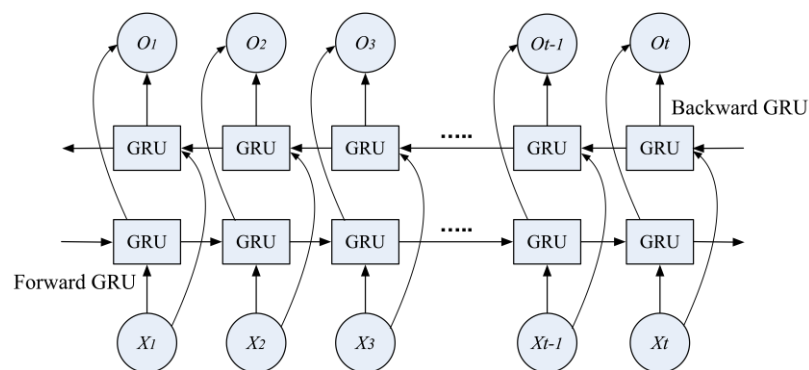 O1 O2 O3 Ot-1 Ot
Backward GRU
.....
GRU GRU GRU GRU GRU
.....
GRU GRU GRU GRU GRU
Forward GRU
X1 X2 X3 Xt-1 Xt